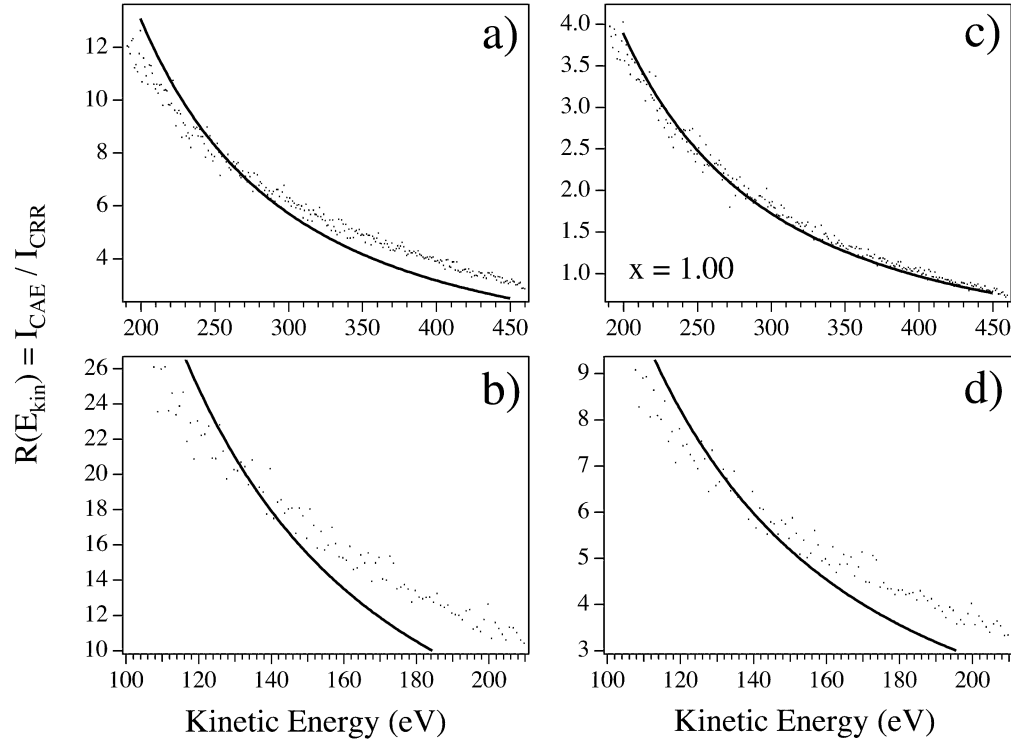 R(E_kin) = I_CAE / I_CRR
a)
12
10
8
6
4
200 250 300 350 400 450
c)
4.0
3.5
3.0
2.5
2.0
1.5
1.0
x = 1.00
200 250 300 350 400 450
b)
26
24
22
20
18
16
14
12
10
100 120 140 160 180 200
Kinetic Energy (eV)
d)
9
8
7
6
5
4
3
100 120 140 160 180 200
Kinetic Energy (eV)